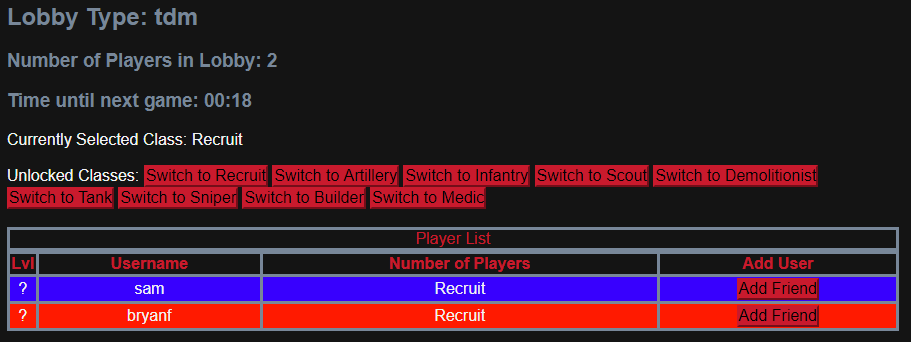 Lobby Type: tdm
Number of Players in Lobby: 2
Time until next game: 00:18
Currently Selected Class: Recruit
Unlocked Classes: Switch to Recruit Switch to Artillery Switch to Infantry Switch to Scout Switch to Demolitionist
Switch to Tank Switch to Sniper Switch to Builder Switch to Medic
Player List
Lvl Username Number of Players Add User
? sam Recruit Add Friend
? bryanf Recruit Add Friend